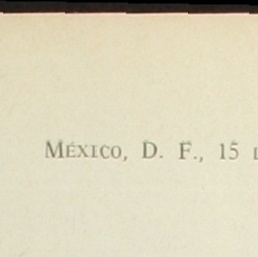 MÉXICO, D. F., 15